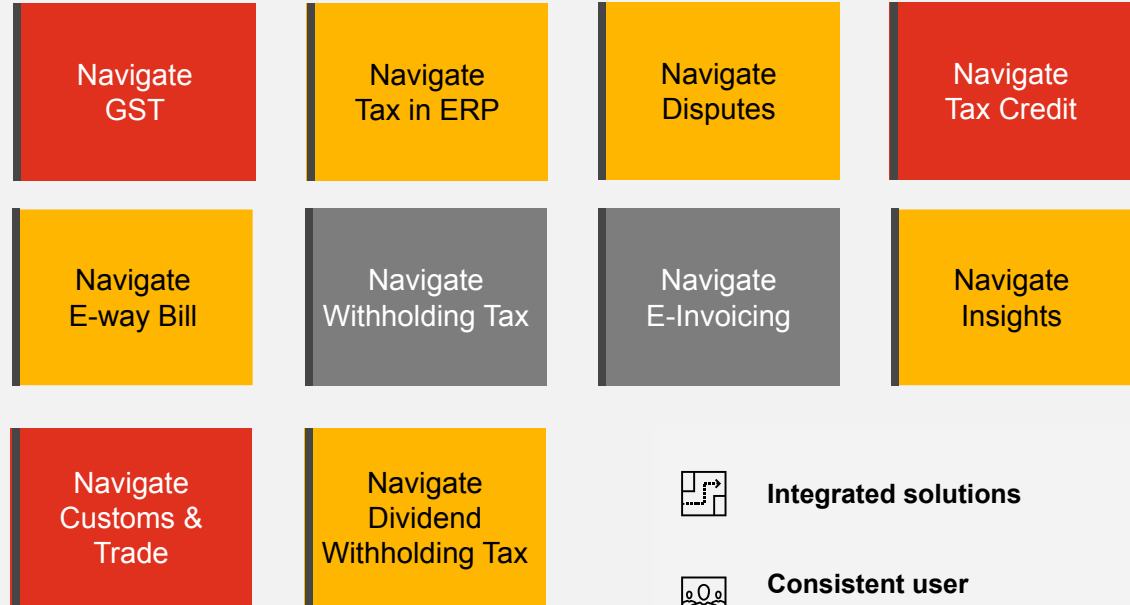 Navigate
GST
Navigate
Tax in ERP
Navigate
Disputes
Navigate
Tax Credit
Navigate
E-way Bill
Navigate
Withholding Tax
Navigate
E-Invoicing
Navigate
Insights
Navigate
Customs &
Trade
Navigate
Dividend
Withholding Tax
Integrated solutions
Consistent user